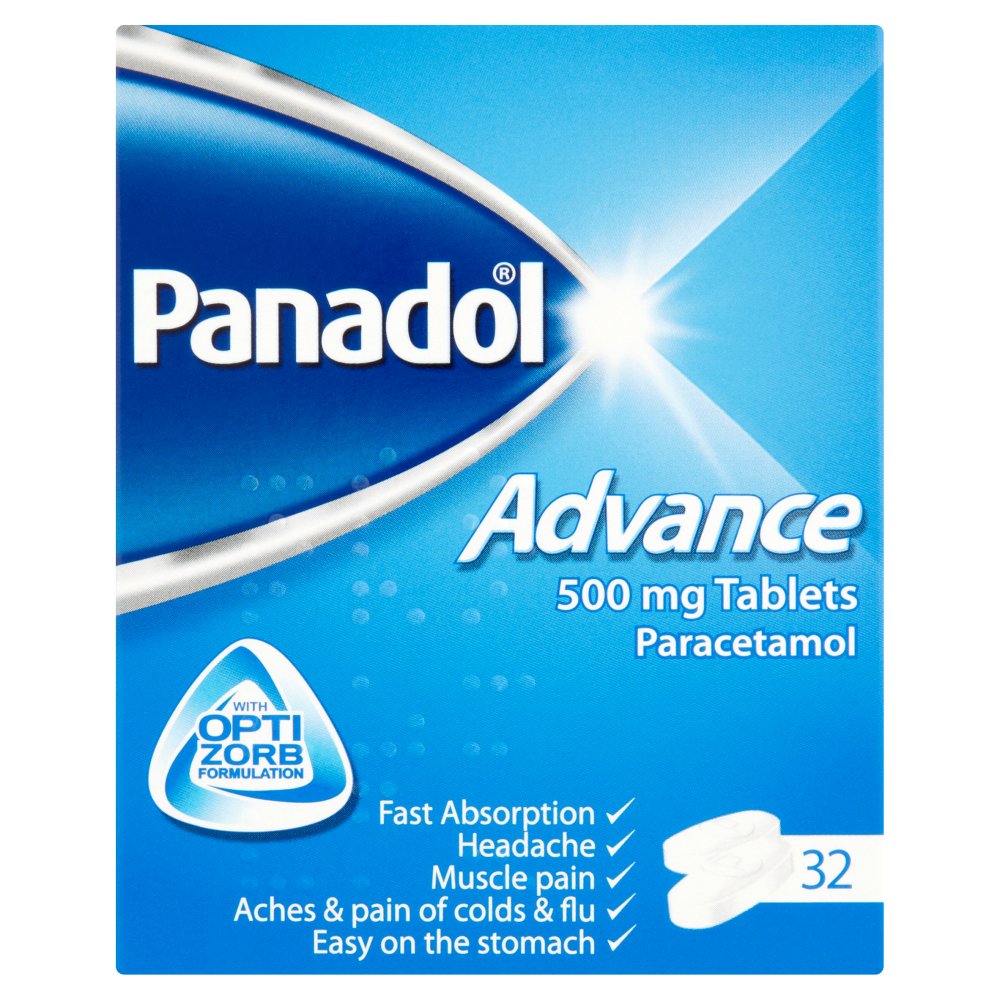 Panadol®
Advance
500 mg Tablets
Paracetamol
WITH
OPTI
ZORB
FORMULATION
Fast Absorption ✓
Headache ✓
Muscle pain ✓
Aches & pain of colds & flu ✓
Easy on the stomach ✓
32